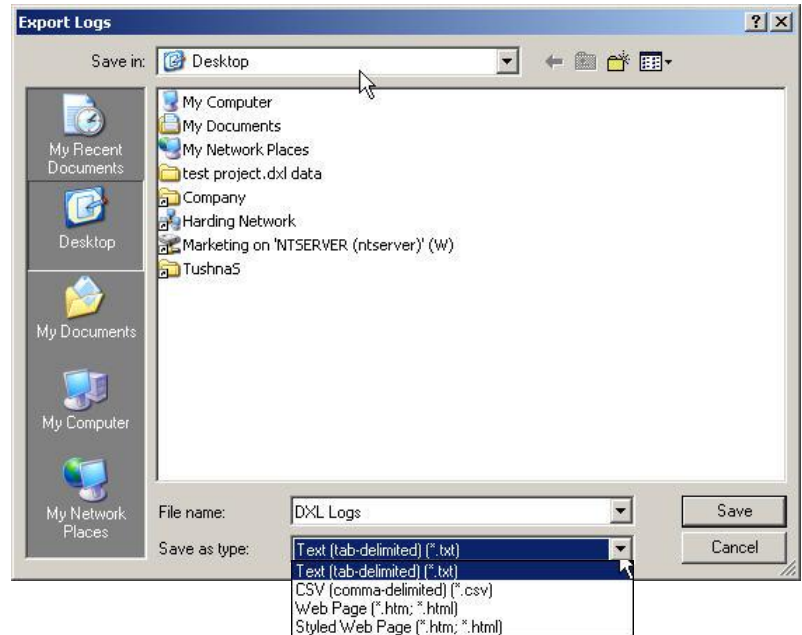 Export Logs
Save in:
Desktop
My Recent
Documents
Desktop
My Documents
My Computer
My Network
Places
My Computer
My Documents
My Network Places
test project.dxl data
Company
Harding Network
Marketing on 'NTSERVER (ntserver)' (W)
TushnaS
File name:
DXL Logs
Save
Save as type:
Text (tab-delimited) (*.txt)
Cancel
Text (tab-delimited) (*.txt)
CSV (comma-delimited) (*.csv)
Web Page (*.htm; *.html)
Styled Web Page (*.htm; *.html)